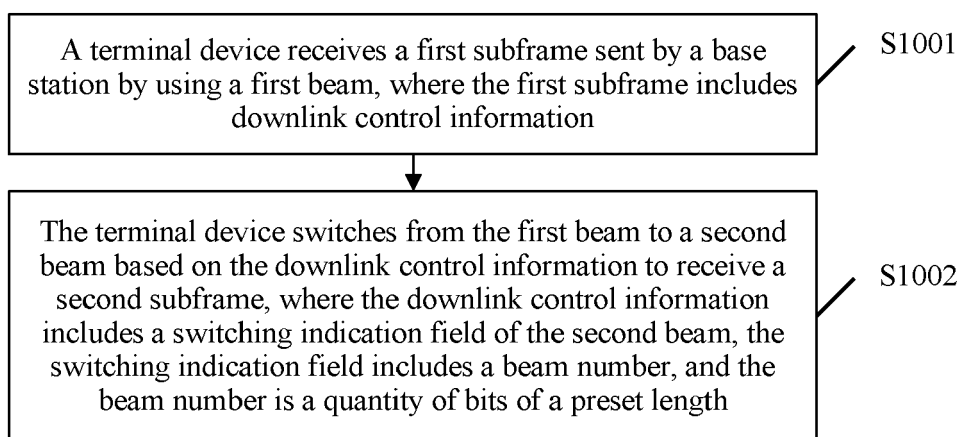 A terminal device receives a first subframe sent by a base
station by using a first beam, where the first subframe includes
downlink control information
S1001
The terminal device switches from the first beam to a second
beam based on the downlink control information to receive a
second subframe, where the downlink control information
includes a switching indication field of the second beam, the
switching indication field includes a beam number, and the
beam number is a quantity of bits of a preset length
S1002